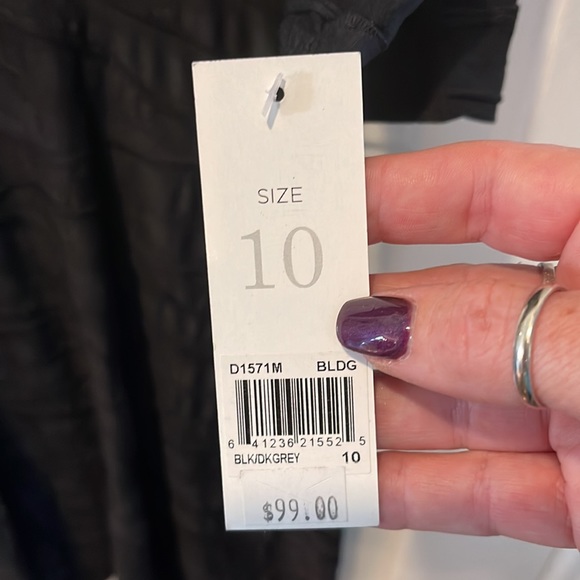 SIZE
10
D1571M BLDG
6 41236 21552 5
BLK/DKGREY 10
$99.00